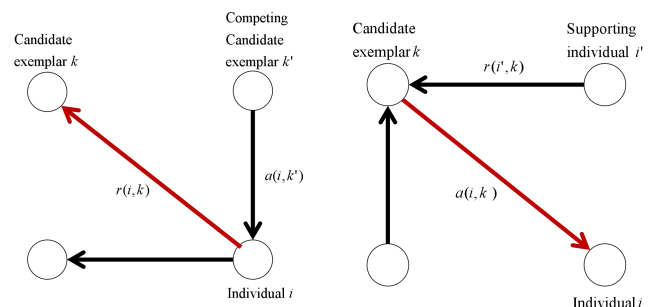 Competing
Candidate
exemplar k'
Candidate
exemplar k
a(i,k')
r(i,k)
Individual i
Candidate
exemplar k
Supporting
individual i'
r(i',k)
a(i,k )
Individual i